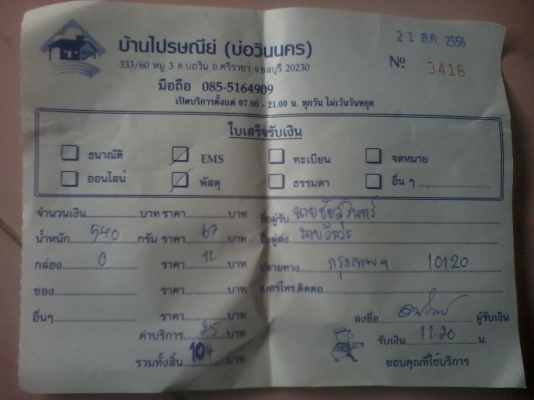 บ้านไปรษณีย์ (บ่อวินนคร)
21 ส.ค. 2556
333/60 หมู่ 3 ต.บ่อวิน อ.ศรีราชา จ.ชลบุรี 20230
№ 3416
มือถือ 085-5164909
เปิดบริการตั้งแต่ 07.00 - 21.00 น. ทุกวัน ไม่เว้นวันหยุด
ใบเสร็จรับเงิน
ธนาณัติ EMS ทะเบียน จดหมาย
ออนไลน์ พัสดุ ธรรมดา อื่น ๆ
จำนวนเงิน บาท ราคา บาท ชื่อผู้รับ
น้ำหนัก 540 กรัม ราคา 67 บาท ชื่อผู้ส่ง
กล่อง 0 ราคา 12 บาท ปลายทาง กรุงเทพฯ 10120
ซอง ราคา บาท เบอร์โทร.ติดต่อ
อื่นๆ ราคา บาท ลงชื่อ ผู้รับเงิน
ค่าบริการ 25 บาท รับเงิน 11.20 น.
รวมทั้งสิ้น 104 บาท ขอบคุณที่ใช้บริการ